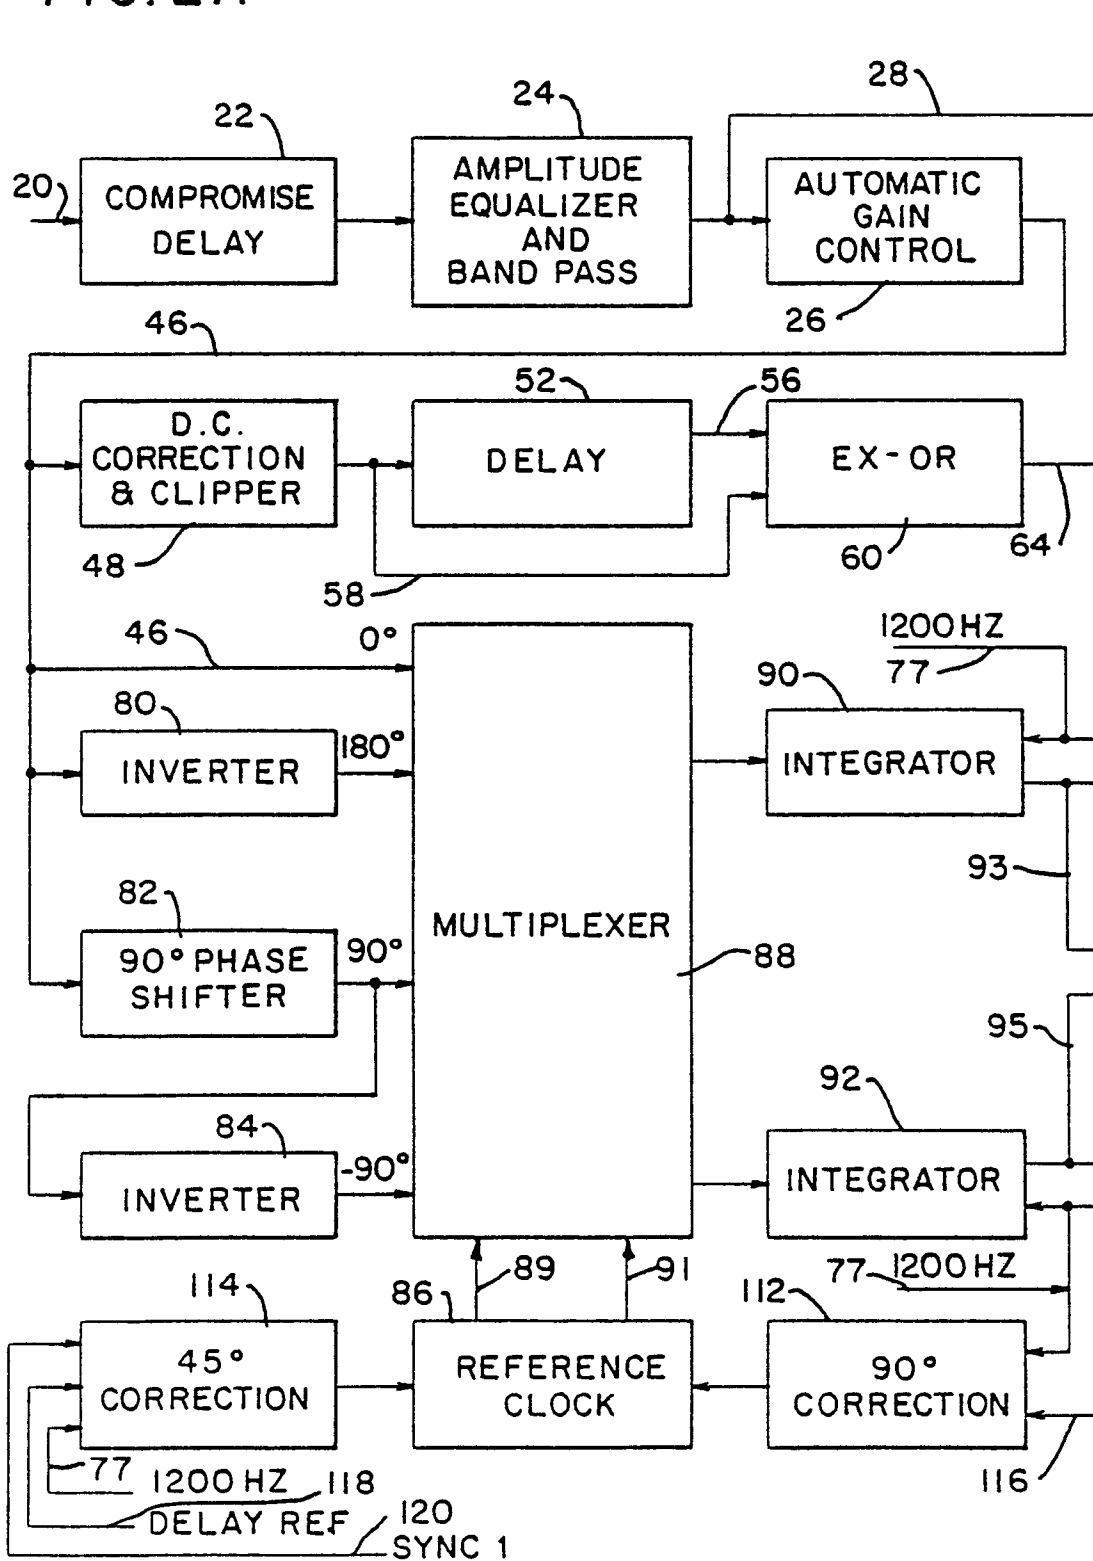 28
24
22
20
COMPROMISE
DELAY
AMPLITUDE
EQUALIZER
AND
BAND PASS
AUTOMATIC
GAIN
CONTROL
26
46
52
56
D.C.
CORRECTION
& CLIPPER
DELAY
EX-OR
48
58
60
64
46
0°
1200 HZ
77
80
180°
90
INVERTER
INTEGRATOR
82
93
90° PHASE
SHIFTER
90°
MULTIPLEXER
88
95
92
84
-90°
INVERTER
INTEGRATOR
89
91
77
1200 HZ
114
86
112
45°
CORRECTION
REFERENCE
CLOCK
90°
CORRECTION
77
1200 HZ
118
116
DELAY REF
120
SYNC 1